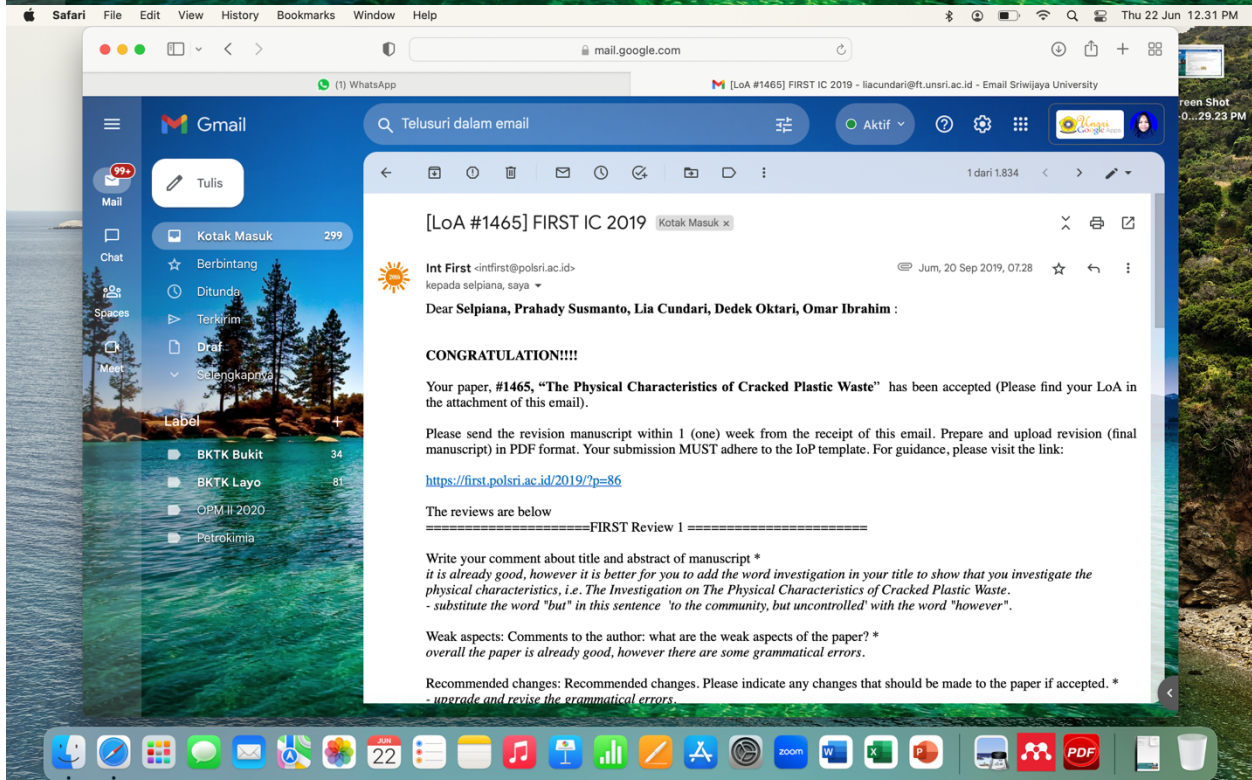 Safari File Edit View History Bookmarks Window Help Thu 22 Jun 12.31 PM
mail.google.com
(1) WhatsApp
[LoA #1465] FIRST IC 2019 - liacundari@ft.unsri.ac.id - Email Sriwijaya University
reen Shot
-0...29.23 PM
Gmail
Telusuri dalam email
Aktif
99+
Mail
Chat
Spaces
Meet
Tulis
Kotak Masuk 299
Berbintang
Ditunda
Terkirim
Draf
Selengkapnya
Label
BKTK Bukit 34
BKTK Layo 81
OPM II 2020
Petrokimia
1 dari 1.834
[LoA #1465] FIRST IC 2019 Kotak Masuk ×
Int First <intfirst@polsri.ac.id> Jum, 20 Sep 2019, 07.28
kepada selpiana, saya
Dear Selpiana, Prahady Susmanto, Lia Cundari, Dedek Oktari, Omar Ibrahim :
CONGRATULATION!!!!
Your paper, #1465, “The Physical Characteristics of Cracked Plastic Waste” has been accepted (Please find your LoA in
the attachment of this email).
Please send the revision manuscript within 1 (one) week from the receipt of this email. Prepare and upload revision (final
manuscript) in PDF format. Your submission MUST adhere to the IoP template. For guidance, please visit the link:
https://first.polsri.ac.id/2019/?p=86
The reviews are below
=====================FIRST Review 1 =======================
Write your comment about title and abstract of manuscript *
it is already good, however it is better for you to add the word investigation in your title to show that you investigate the
physical characteristics, i.e. The Investigation on The Physical Characteristics of Cracked Plastic Waste.
- substitute the word "but" in this sentence 'to the community, but uncontrolled' with the word "however".
Weak aspects: Comments to the author: what are the weak aspects of the paper? *
overall the paper is already good, however there are some grammatical errors.
Recommended changes: Recommended changes. Please indicate any changes that should be made to the paper if accepted. *
- upgrade and revise the grammatical errors.
JUN
22
zoom
PDF